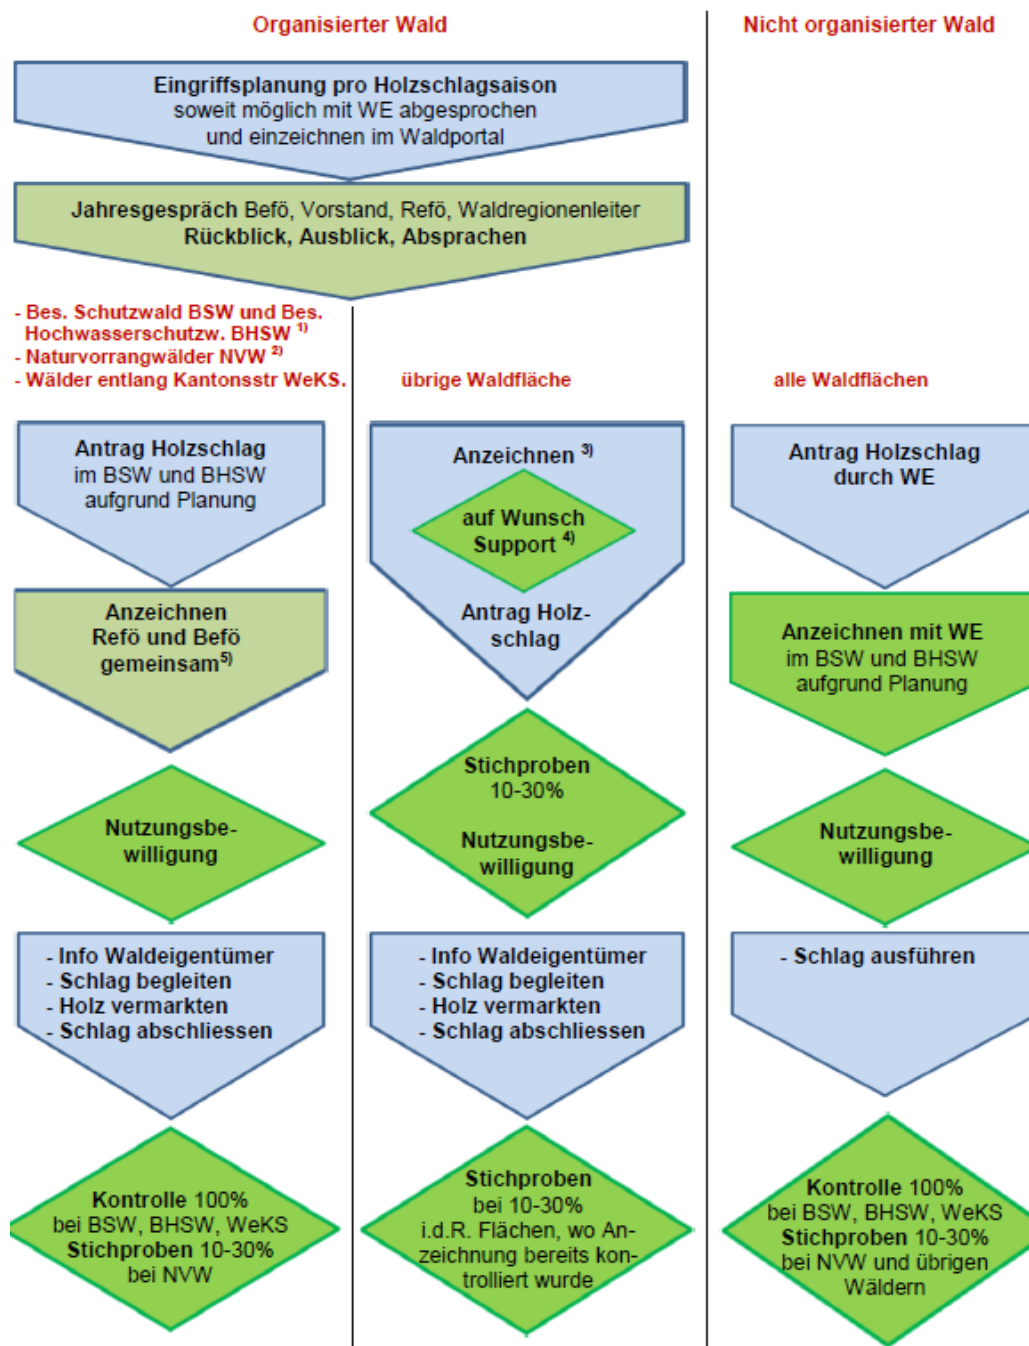 Organisierter Wald
Nicht organisierter Wald
Eingriffsplanung pro Holzschlagsaison
soweit möglich mit WE abgesprochen
und einzeichnen im Waldportal
Jahresgespräch Befö, Vorstand, Refö, Waldregionenleiter
Rückblick, Ausblick, Absprachen
- Bes. Schutzwald BSW und Bes.
Hochwasserschutzw. BHSW 1)
- Naturvorrangwälder NVW 2)
- Wälder entlang Kantonsstr WeKS.
übrige Waldfläche
alle Waldflächen
Antrag Holzschlag
im BSW und BHSW
aufgrund Planung
Anzeichnen
Refö und Befö
gemeinsam5)
Nutzungsbe-
willigung
- Info Waldeigentümer
- Schlag begleiten
- Holz vermarkten
- Schlag abschliessen
Kontrolle 100%
bei BSW, BHSW, WeKS
Stichproben 10-30%
bei NVW
Anzeichnen 3)
auf Wunsch
Support 4)
Antrag Holz-
schlag
Stichproben
10-30%
Nutzungsbe-
willigung
- Info Waldeigentümer
- Schlag begleiten
- Holz vermarkten
- Schlag abschliessen
Stichproben
bei 10-30%
i.d.R. Flächen, wo An-
zeichnung bereits kon-
trolliert wurde
Antrag Holzschlag
durch WE
Anzeichnen mit WE
im BSW und BHSW
aufgrund Planung
Nutzungsbe-
willigung
- Schlag ausführen
Kontrolle 100%
bei BSW, BHSW, WeKS
Stichproben 10-30%
bei NVW und übrigen
Wäldern